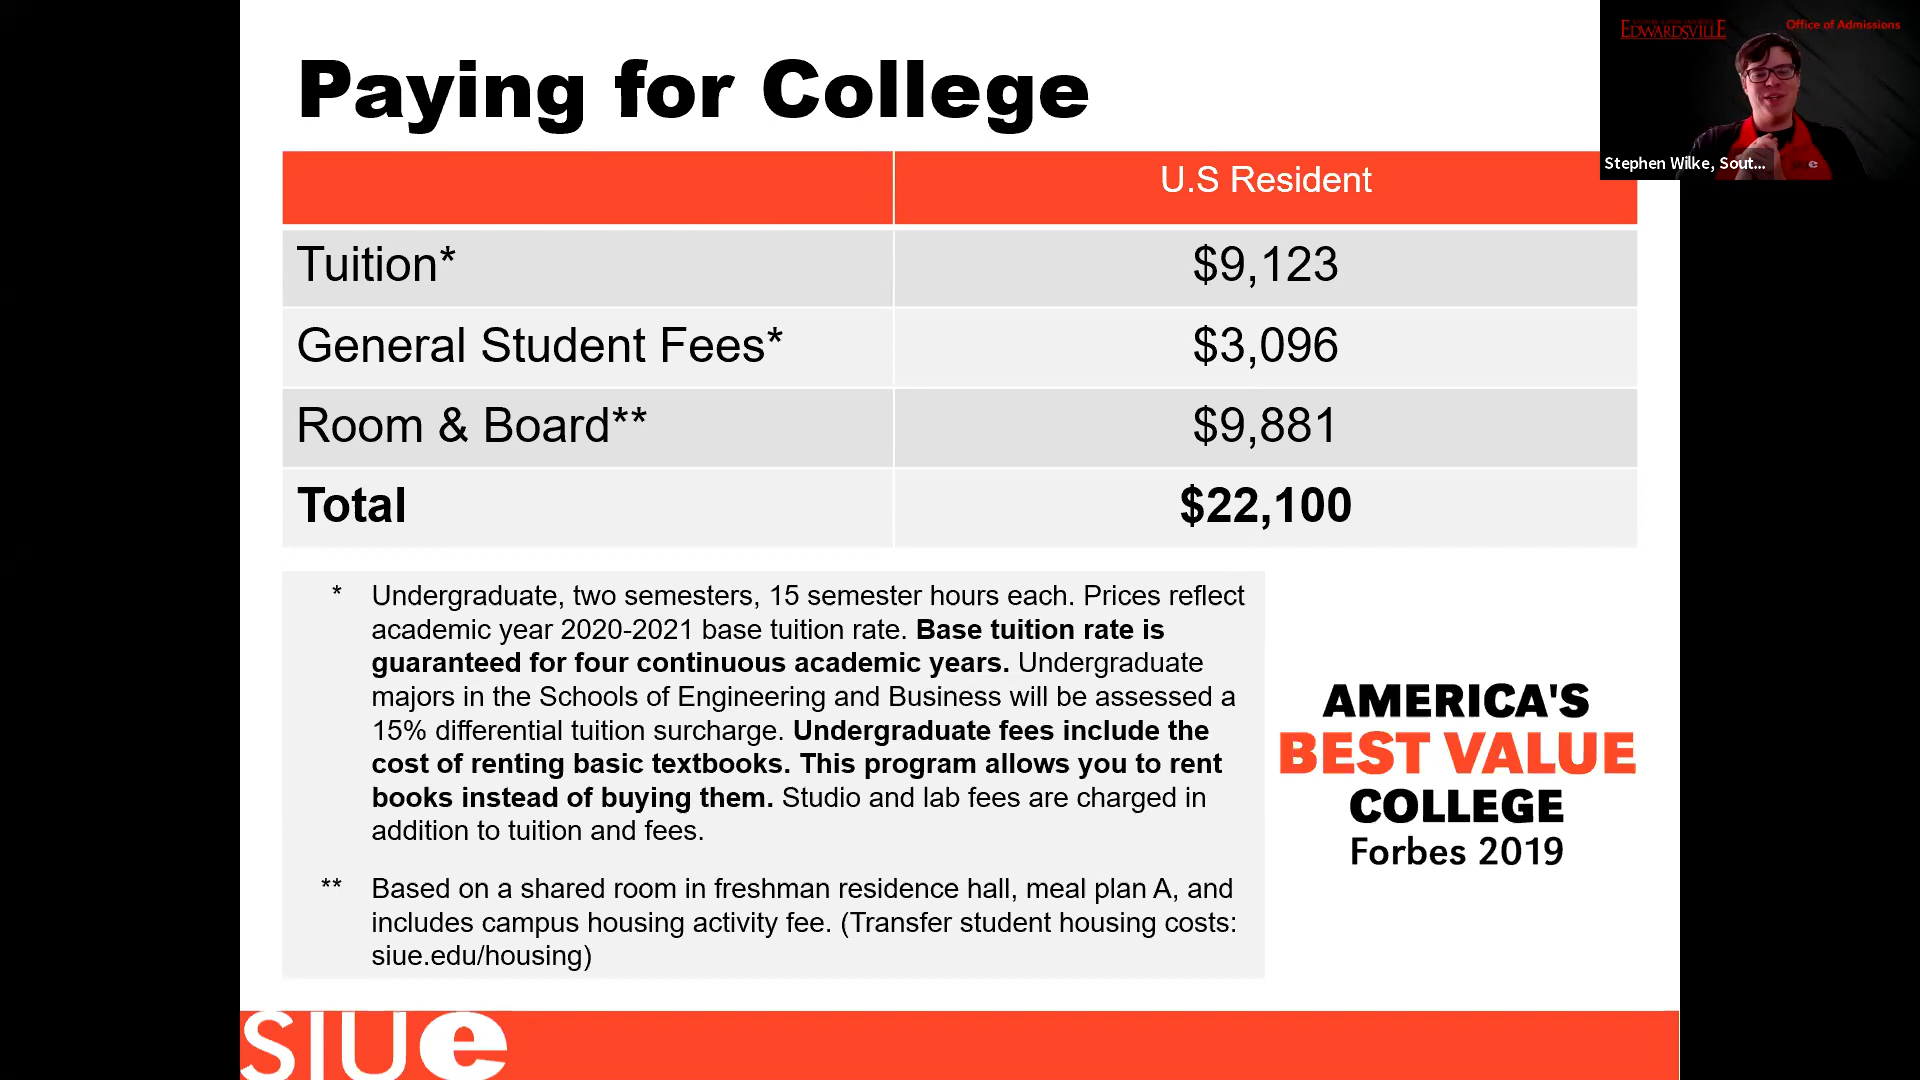 Paying for College
U.S Resident
Tuition* $9,123
General Student Fees* $3,096
Room & Board** $9,881
Total $22,100
* Undergraduate, two semesters, 15 semester hours each. Prices reflect
academic year 2020-2021 base tuition rate. Base tuition rate is
guaranteed for four continuous academic years. Undergraduate
majors in the Schools of Engineering and Business will be assessed a
15% differential tuition surcharge. Undergraduate fees include the
cost of renting basic textbooks. This program allows you to rent
books instead of buying them. Studio and lab fees are charged in
addition to tuition and fees.
** Based on a shared room in freshman residence hall, meal plan A, and
includes campus housing activity fee. (Transfer student housing costs:
siue.edu/housing)
AMERICA'S
BEST VALUE
COLLEGE
Forbes 2019
SIUe
EDWARDSVILLE
Office of Admissions
e
Stephen Wilke, Sout...